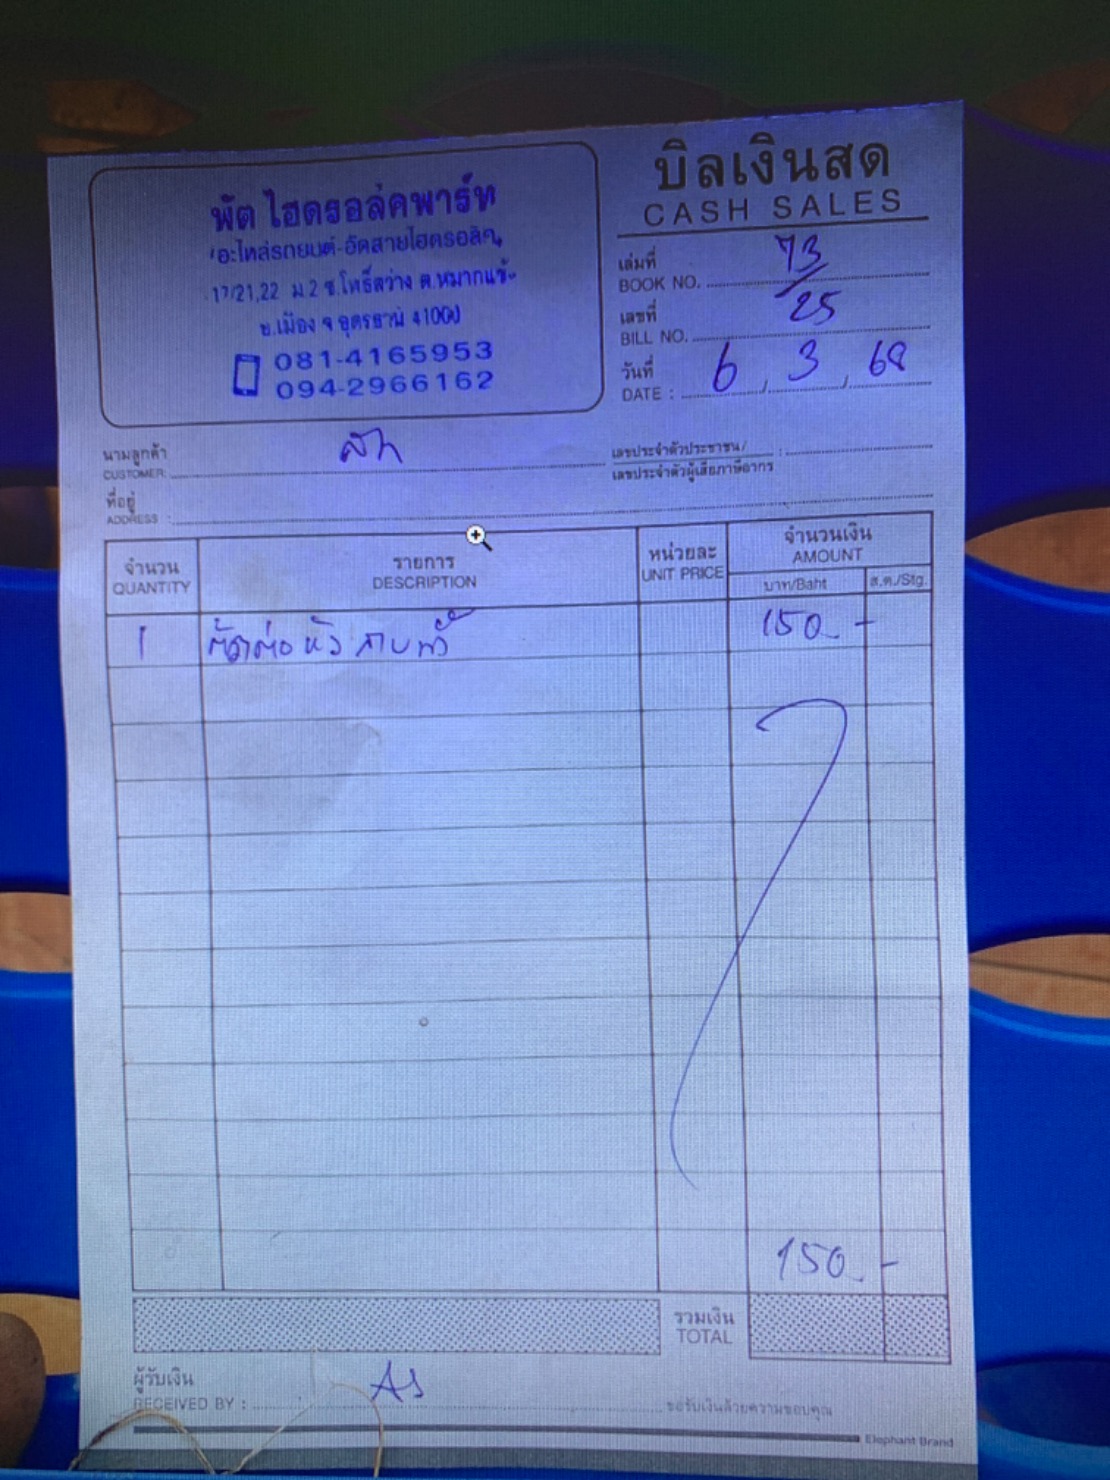 พัต ไฮดรอลิคพาร์ท
อะไหล่รถยนต์-อัดสายไฮดรอลิค
17/21,22 ม.2 ซ.โพธิ์สว่าง ต.หมากแข้ง
อ.เมือง จ.อุดรธานี 41000
081-4165953
094-2966162
บิลเงินสด
CASH SALES
เล่มที่
BOOK NO. 73
เลขที่
BILL NO. 25
วันที่
DATE : 6 , 3 , 68
นามลูกค้า
CUSTOMER:
เลขประจำตัวประชาชน/ :
เลขประจำตัวผู้เสียภาษีอากร
ที่อยู่
ADDRESS :
จำนวน
QUANTITY
รายการ
DESCRIPTION
หน่วยละ
UNIT PRICE
จำนวนเงิน
AMOUNT
บาท/Baht
ส.ต./Stg.
1 ตัดต่อ หัว 150 -
150 -
รวมเงิน
TOTAL
ผู้รับเงิน
RECEIVED BY :
ขอรับเงินด้วยความขอบคุณ
Elephant Brand